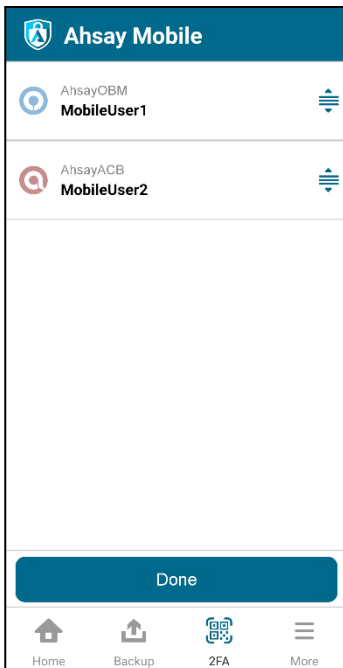 Ahsay Mobile
AhsayOBM
MobileUser1
AhsayACB
MobileUser2
Done
Home Backup 2FA More